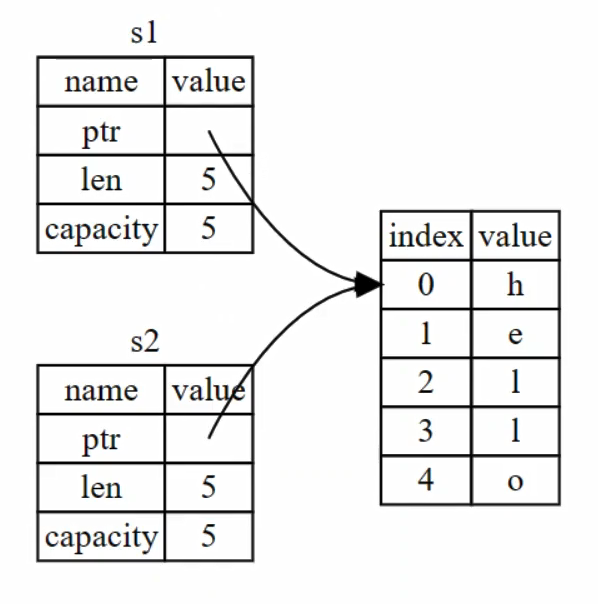 s1
name value
ptr
len 5
capacity 5
index value
0 h
1 e
2 l
3 l
4 o
s2
name value
ptr
len 5
capacity 5